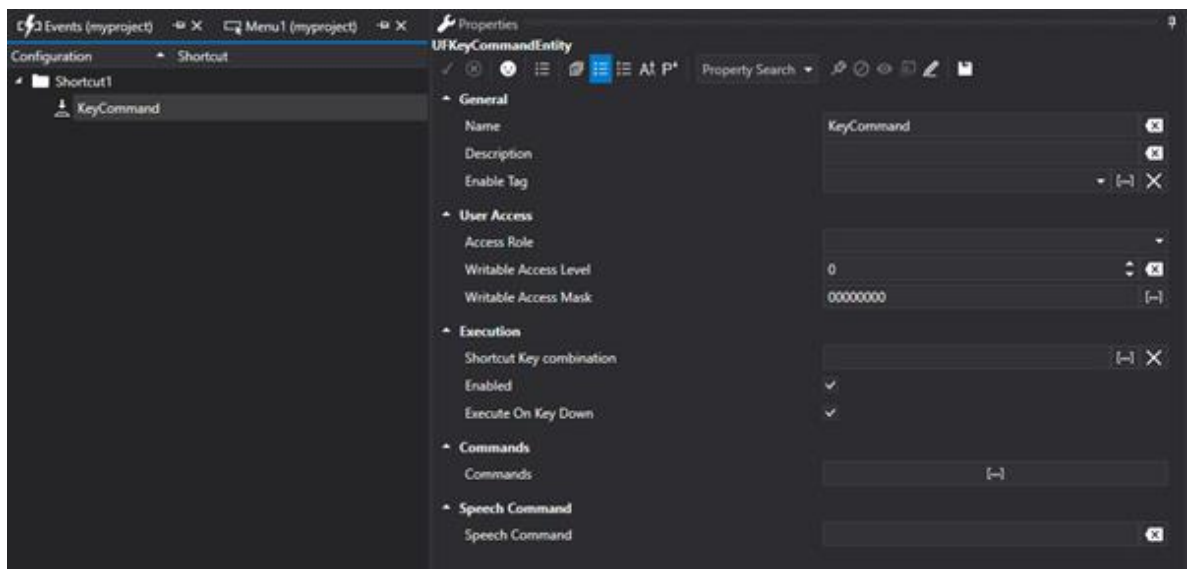 Events (myproject) Menu1 (myproject)
Configuration Shortcut
Shortcut1
KeyCommand
Properties
UFKeyCommandEntity
Property Search
General
Name KeyCommand
Description
Enable Tag
User Access
Access Role
Writable Access Level 0
Writable Access Mask 00000000
Execution
Shortcut Key combination
Enabled
Execute On Key Down
Commands
Commands
Speech Command
Speech Command